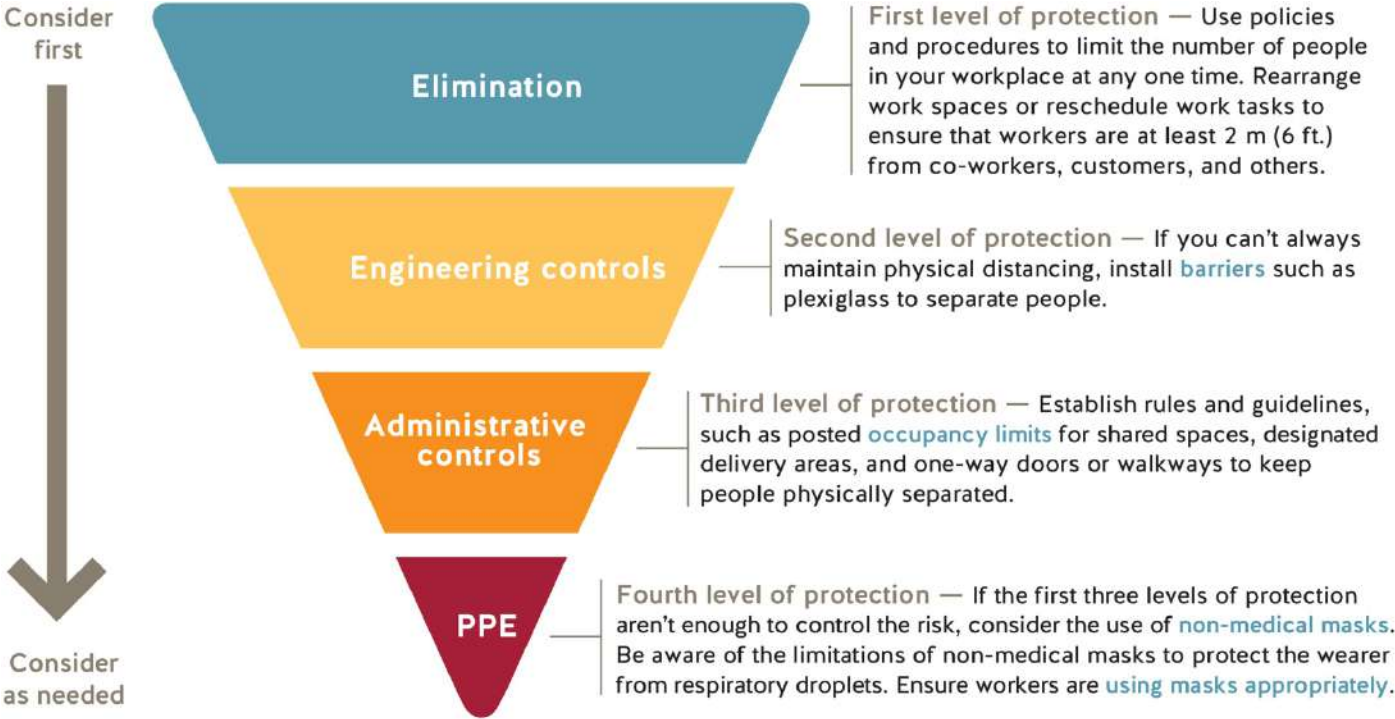 Consider
first
Elimination
First level of protection — Use policies
and procedures to limit the number of people
in your workplace at any one time. Rearrange
work spaces or reschedule work tasks to
ensure that workers are at least 2 m (6 ft.)
from co-workers, customers, and others.
Engineering controls
Second level of protection — If you can't always
maintain physical distancing, install barriers such as
plexiglass to separate people.
Administrative
controls
Third level of protection — Establish rules and guidelines,
such as posted occupancy limits for shared spaces, designated
delivery areas, and one-way doors or walkways to keep
people physically separated.
PPE
Fourth level of protection — If the first three levels of protection
aren't enough to control the risk, consider the use of non-medical masks.
Be aware of the limitations of non-medical masks to protect the wearer
from respiratory droplets. Ensure workers are using masks appropriately.
Consider
as needed